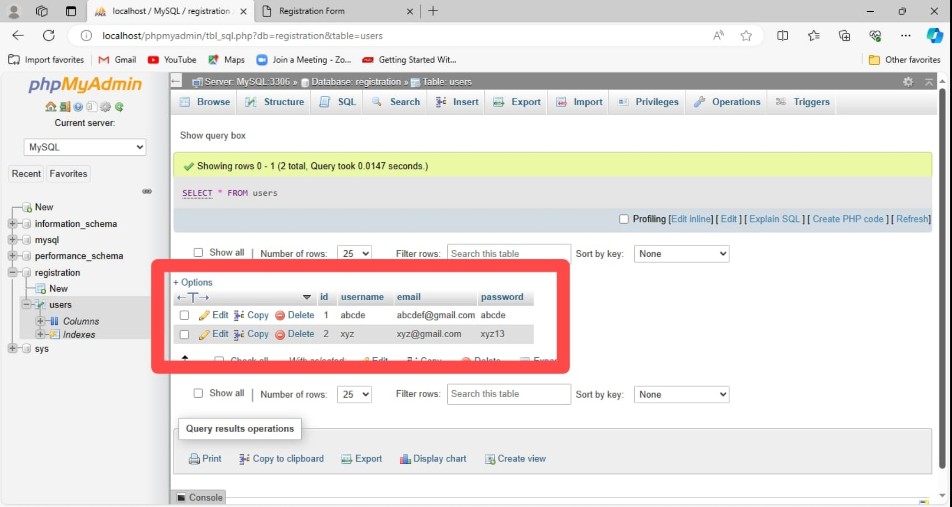 localhost / MySQL / registration
Registration Form
localhost/phpmyadmin/tbl_sql.php?db=registration&table=users
Import favorites
Gmail
YouTube
Maps
Join a Meeting - Zo...
Getting Started Wit...
Other favorites
phpMyAdmin
Current server:
MySQL
Recent Favorites
New
information_schema
mysql
performance_schema
registration
New
users
Columns
Indexes
sys
Server: MySQL:3306 » Database: registration » Table: users
Browse Structure SQL Search Insert Export Import Privileges Operations Triggers
Show query box
Showing rows 0 - 1 (2 total, Query took 0.0147 seconds.)
SELECT * FROM users
Profiling [Edit inline] [ Edit ] [ Explain SQL ] [ Create PHP code ] [ Refresh]
Show all | Number of rows: 25 Filter rows: Search this table Sort by key: None
+ Options
←T→ ▼ id username email password
Edit Copy Delete 1 abcde abcdef@gmail.com abcde
Edit Copy Delete 2 xyz xyz@gmail.com xyz13
Check all With selected: Edit Copy Delete Export
Show all | Number of rows: 25 Filter rows: Search this table Sort by key: None
Query results operations
Print Copy to clipboard Export Display chart Create view
Console